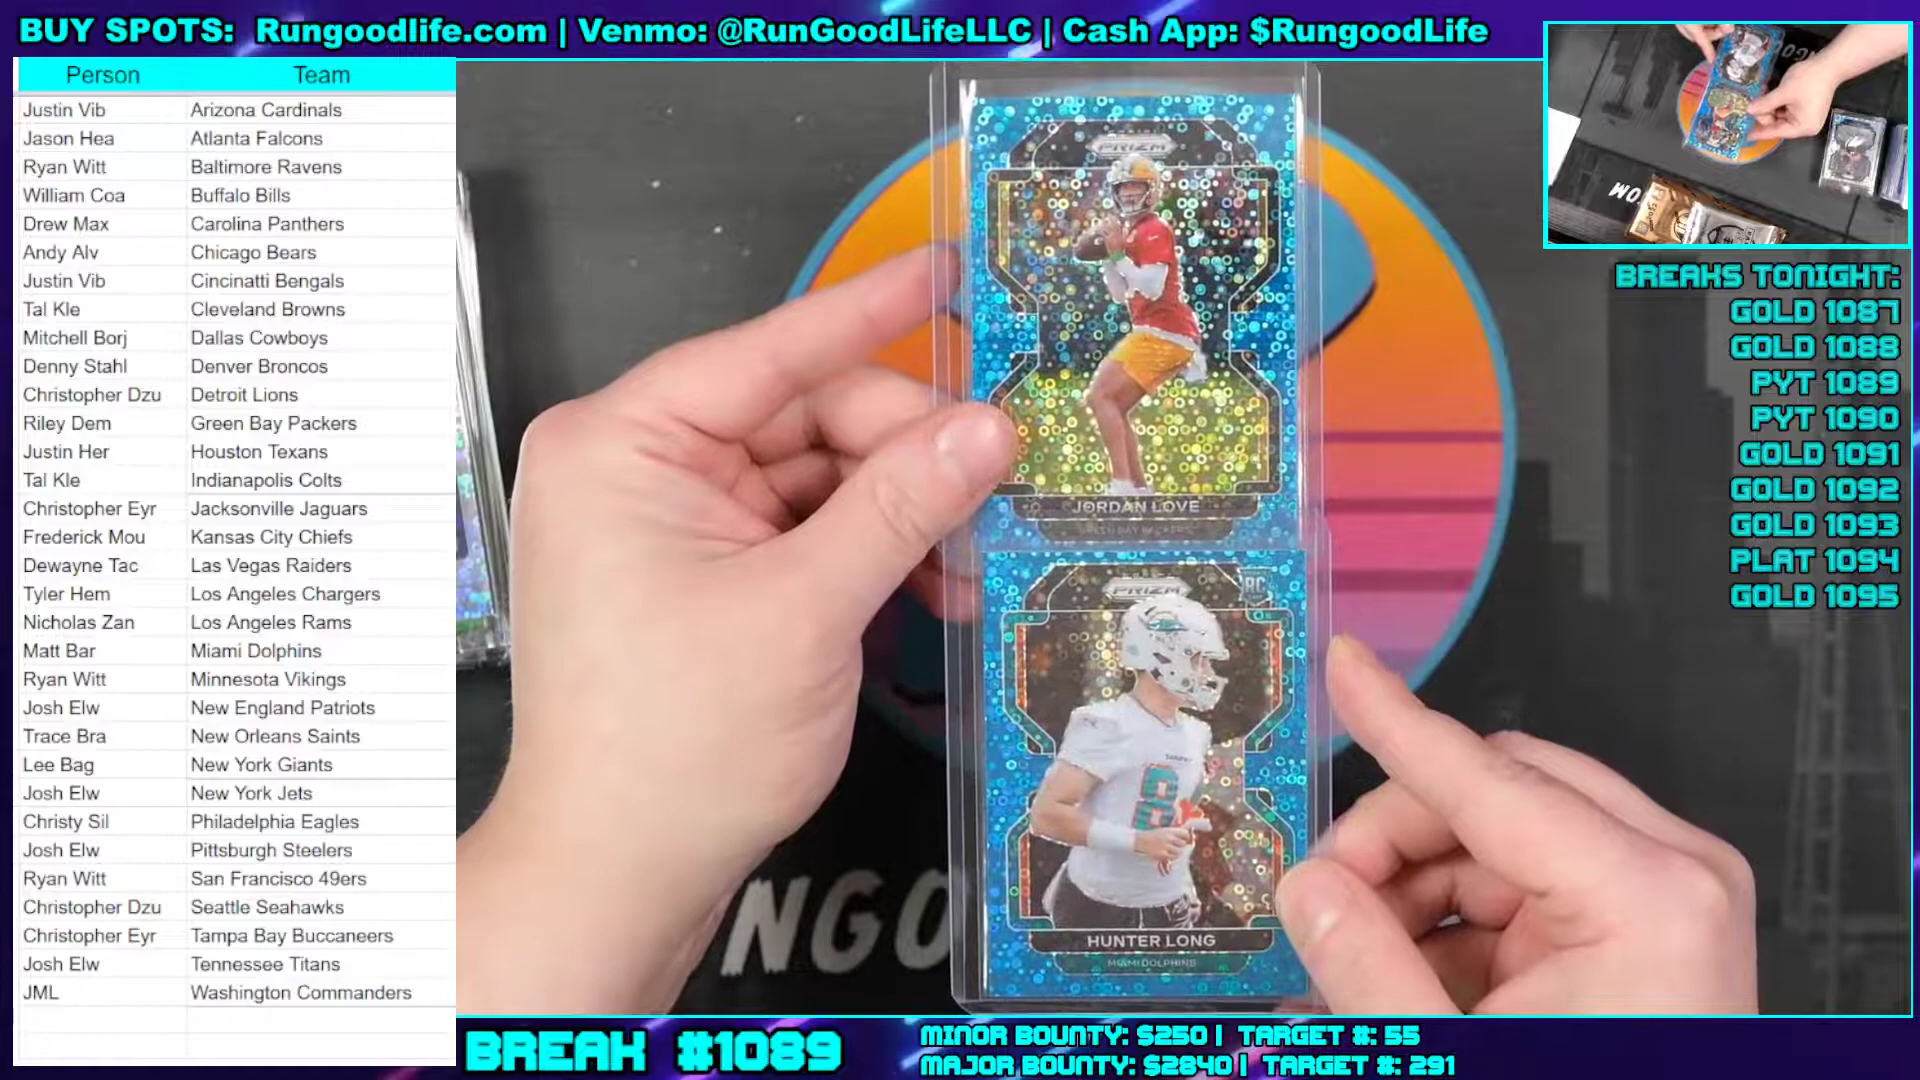 BUY SPOTS: Rungoodlife.com | Venmo: @RunGoodLifeLLC | Cash App: $RungoodLife
Person Team
Justin Vib Arizona Cardinals
Jason Hea Atlanta Falcons
Ryan Witt Baltimore Ravens
William Coa Buffalo Bills
Drew Max Carolina Panthers
Andy Alv Chicago Bears
Justin Vib Cincinatti Bengals
Tal Kle Cleveland Browns
Mitchell Borj Dallas Cowboys
Denny Stahl Denver Broncos
Christopher Dzu Detroit Lions
Riley Dem Green Bay Packers
Justin Her Houston Texans
Tal Kle Indianapolis Colts
Christopher Eyr Jacksonville Jaguars
Frederick Mou Kansas City Chiefs
Dewayne Tac Las Vegas Raiders
Tyler Hem Los Angeles Chargers
Nicholas Zan Los Angeles Rams
Matt Bar Miami Dolphins
Ryan Witt Minnesota Vikings
Josh Elw New England Patriots
Trace Bra New Orleans Saints
Lee Bag New York Giants
Josh Elw New York Jets
Christy Sil Philadelphia Eagles
Josh Elw Pittsburgh Steelers
Ryan Witt San Francisco 49ers
Christopher Dzu Seattle Seahawks
Christopher Eyr Tampa Bay Buccaneers
Josh Elw Tennessee Titans
JML Washington Commanders
PRIZM
JORDAN LOVE
GREEN BAY PACKERS
PRIZM
RC
HUNTER LONG
MIAMI DOLPHINS
NGO
BREAKS TONIGHT:
GOLD 1087
GOLD 1088
PYT 1089
PYT 1090
GOLD 1091
GOLD 1092
GOLD 1093
PLAT 1094
GOLD 1095
BREAK #1089
MINOR BOUNTY: $250 | TARGET #: 55
MAJOR BOUNTY: $2840 | TARGET #: 291